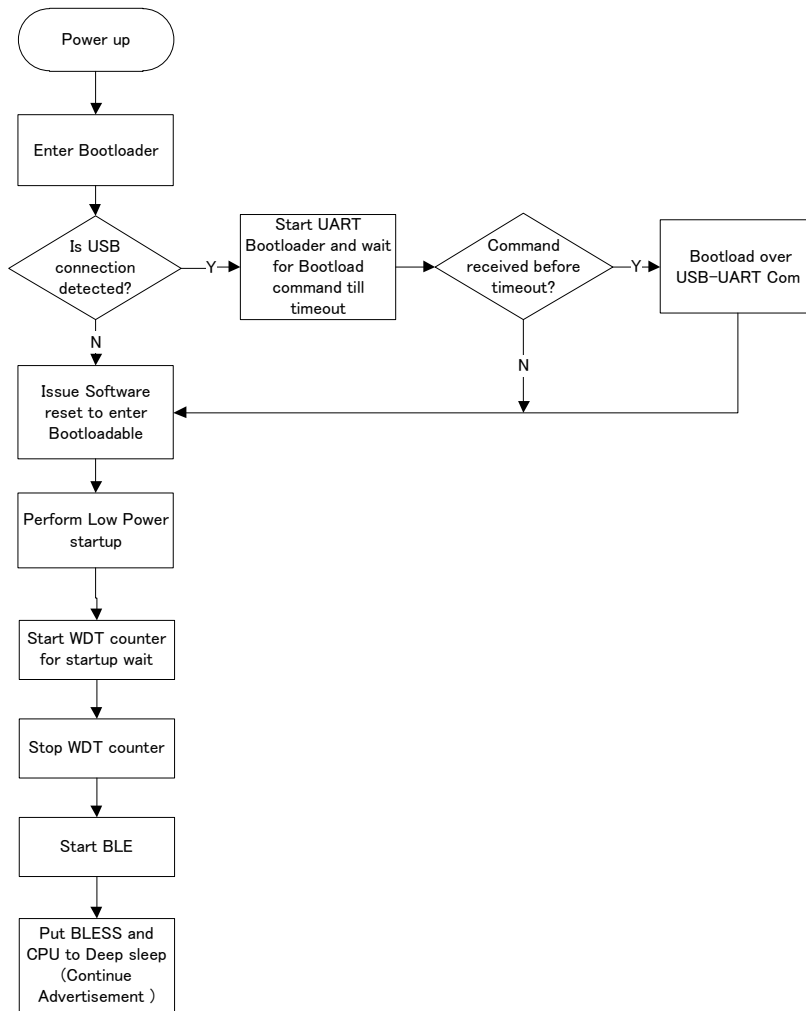 Power up
Enter Bootloader
Is USB
connection
detected?
Y
Start UART
Bootloader and wait
for Bootload
command till
timeout
Command
received before
timeout?
Y
Bootload over
USB-UART Com
N
N
Issue Software
reset to enter
Bootloadable
Perform Low Power
startup
Start WDT counter
for startup wait
Stop WDT counter
Start BLE
Put BLESS and
CPU to Deep sleep
(Continue
Advertisement )